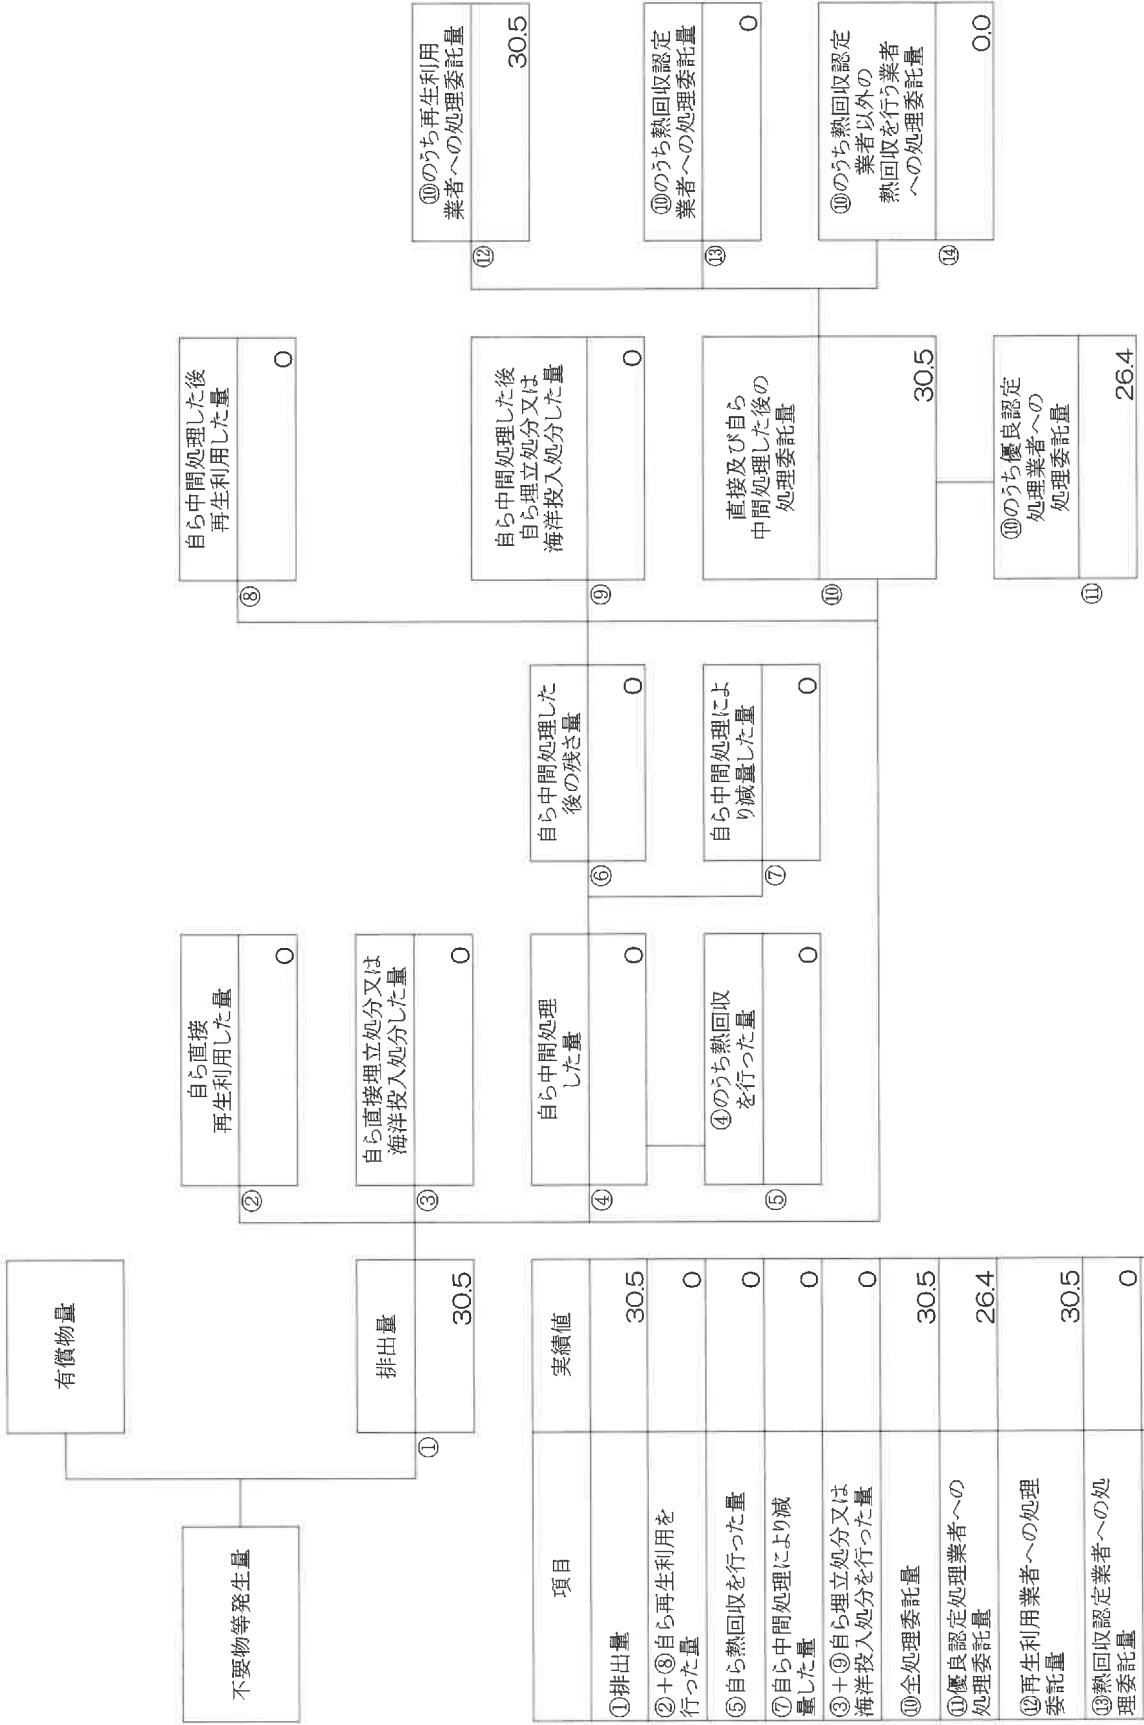 不要物等発生量
有償物量
①
排出量
30.5
②
自ら直接
再生利用した量
0
③
自ら直接埋立処分又は
海洋投入処分した量
0
④
自ら中間処理
した量
0
⑤
④のうち熱回収
を行った量
0
⑥
自ら中間処理した
後の残さ量
0
⑦
自ら中間処理によ
り減量した量
0
⑧
自ら中間処理した後
再生利用した量
0
⑨
自ら中間処理した後
自ら埋立処分又は
海洋投入処分した量
0
⑩
直接及び自ら
中間処理した後の
処理委託量
30.5
⑪
⑩のうち優良認定
処理業者への
処理委託量
26.4
⑫
⑩のうち再生利用
業者への処理委託量
30.5
⑬
⑩のうち熱回収認定
業者への処理委託量
0
⑭
⑩のうち熱回収認定
業者以外の
熱回収を行う業者
への処理委託量
0.0
項目 実績値
①排出量 30.5
②+⑧自ら再生利用を
行った量 0
⑤自ら熱回収を行った量 0
⑦自ら中間処理により減
量した量 0
③+⑨自ら埋立処分又は
海洋投入処分を行った量 0
⑩全処理委託量 30.5
⑪優良認定処理業者への
処理委託量 26.4
⑫再生利用業者への処理
委託量 30.5
⑬熱回収認定業者への処
理委託量 0